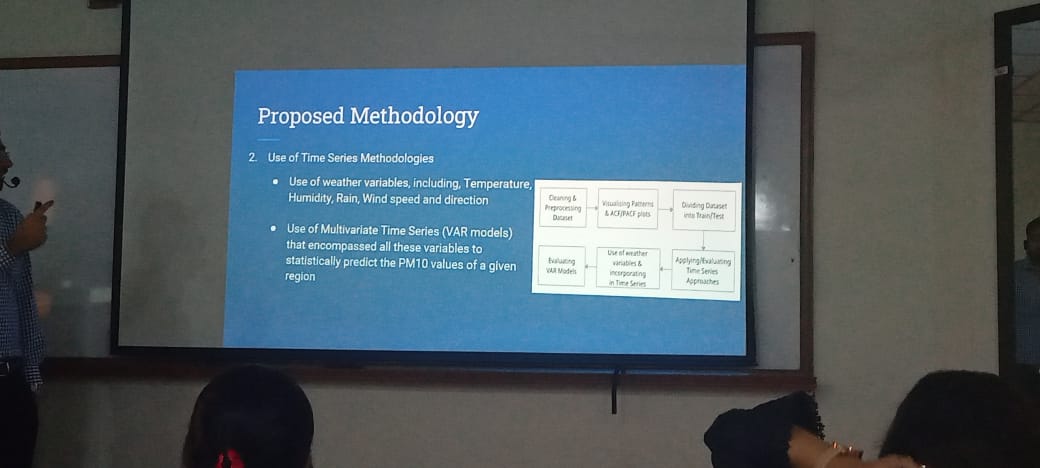 Proposed Methodology
2. Use of Time Series Methodologies
• Use of weather variables, including, Temperature,
Humidity, Rain, Wind speed and direction
• Use of Multivariate Time Series (VAR models)
that encompassed all these variables to
statistically predict the PM10 values of a given
region
Cleaning &
Preprocessing
Dataset
Visualising Patterns
& ACF/PACF plots
Dividing Dataset
into Train/Test
Applying/Evaluating
Time Series
Approaches
Use of weather
variables &
incorporating
in Time Series
Evaluating
VAR Models